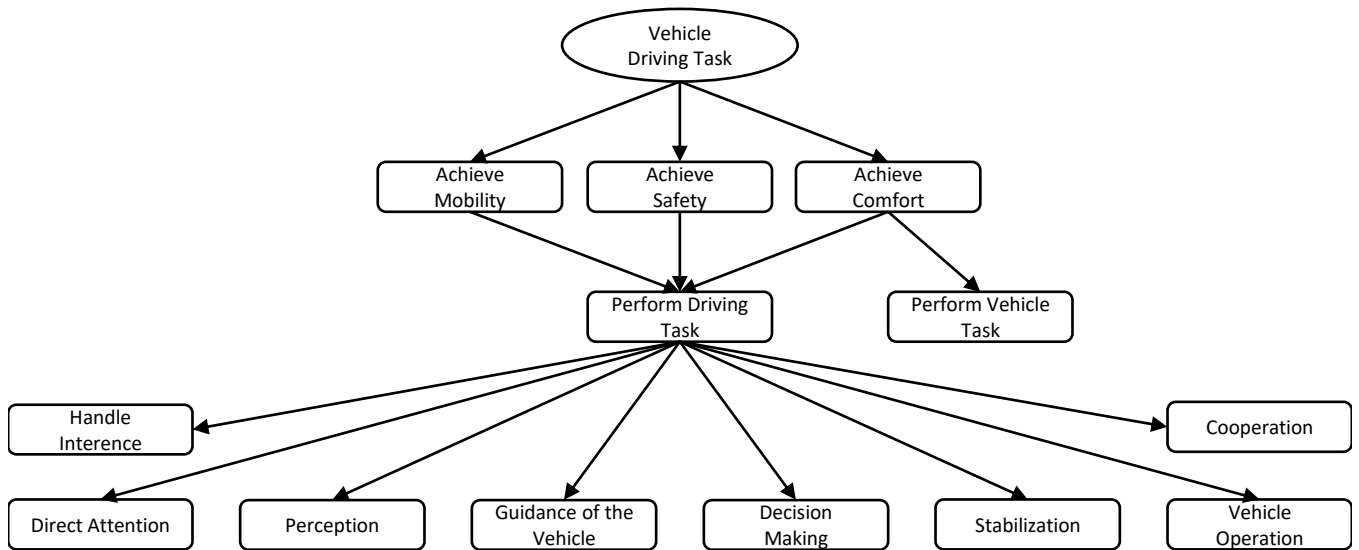 Vehicle
Driving Task
Achieve
Mobility
Achieve
Safety
Achieve
Comfort
Perform Driving
Task
Perform Vehicle
Task
Handle
Interence
Cooperation
Direct Attention
Perception
Guidance of the
Vehicle
Decision
Making
Stabilization
Vehicle
Operation